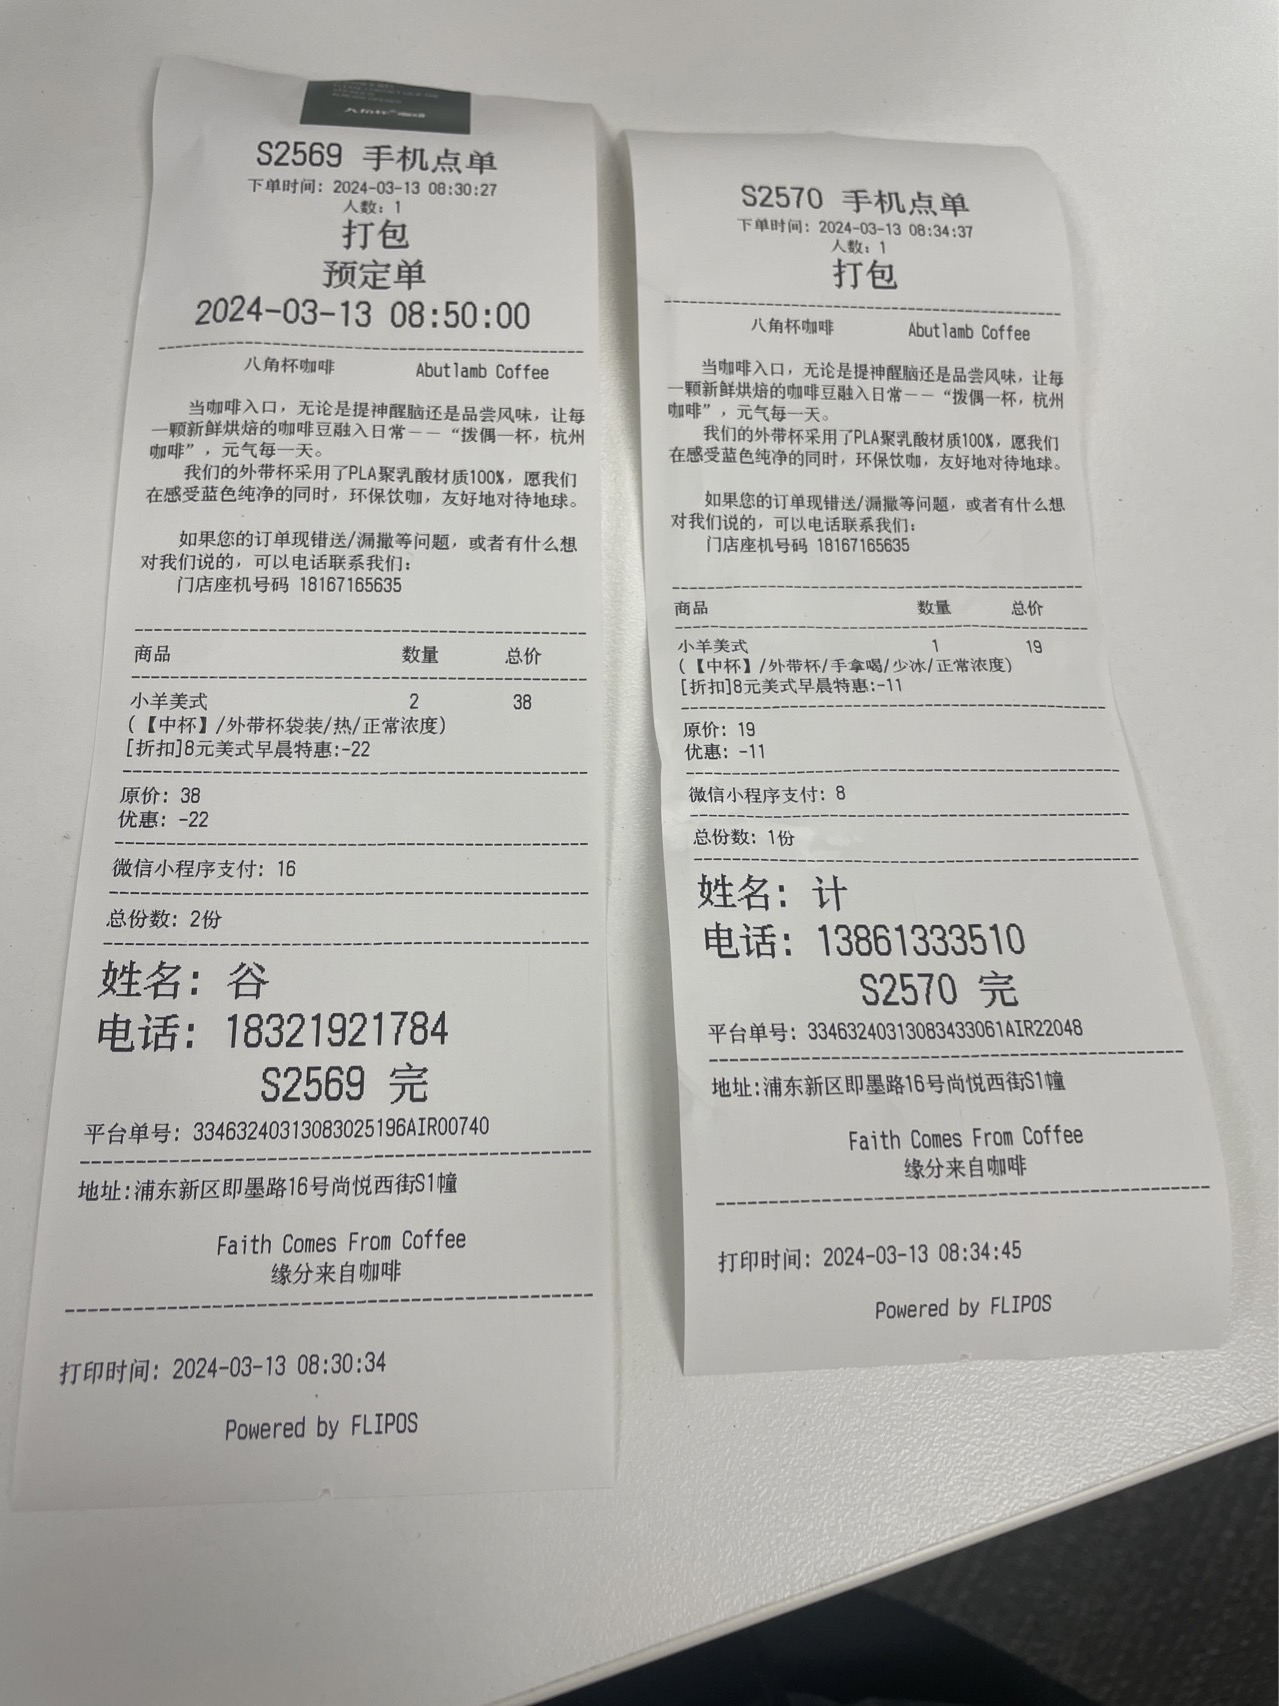 S2569 手机点单
下单时间: 2024-03-13 08:30:27
人数: 1
打包
预定单
2024-03-13 08:50:00
八角杯咖啡 Abutlamb Coffee
当咖啡入口，无论是提神醒脑还是品尝风味，让每
一颗新鲜烘焙的咖啡豆融入日常——“拨偶一杯，杭州
咖啡”，元气每一天。
我们的外带杯采用了PLA聚乳酸材质100%，愿我们
在感受蓝色纯净的同时，环保饮咖，友好地对待地球。
如果您的订单现错送/漏撒等问题，或者有什么想
对我们说的，可以电话联系我们:
门店座机号码 18167165635
商品 数量 总价
小羊美式 2 38
(【中杯】/外带杯袋装/热/正常浓度)
[折扣]8元美式早晨特惠:-22
原价: 38
优惠: -22
微信小程序支付: 16
总份数: 2份
姓名: 谷
电话: 18321921784
S2569 完
平台单号: 33463240313083025196AIR00740
地址:浦东新区即墨路16号尚悦西街S1幢
Faith Comes From Coffee
缘分来自咖啡
打印时间: 2024-03-13 08:30:34
Powered by FLIPOS
S2570 手机点单
下单时间: 2024-03-13 08:34:37
人数: 1
打包
八角杯咖啡 Abutlamb Coffee
当咖啡入口，无论是提神醒脑还是品尝风味，让每
一颗新鲜烘焙的咖啡豆融入日常——“拨偶一杯，杭州
咖啡”，元气每一天。
我们的外带杯采用了PLA聚乳酸材质100%，愿我们
在感受蓝色纯净的同时，环保饮咖，友好地对待地球。
如果您的订单现错送/漏撒等问题，或者有什么想
对我们说的，可以电话联系我们:
门店座机号码 18167165635
商品 数量 总价
小羊美式 1 19
(【中杯】/外带杯/手拿喝/少冰/正常浓度)
[折扣]8元美式早晨特惠:-11
原价: 19
优惠: -11
微信小程序支付: 8
总份数: 1份
姓名: 计
电话: 13861333510
S2570 完
平台单号: 33463240313083433061AIR22048
地址:浦东新区即墨路16号尚悦西街S1幢
Faith Comes From Coffee
缘分来自咖啡
打印时间: 2024-03-13 08:34:45
Powered by FLIPOS